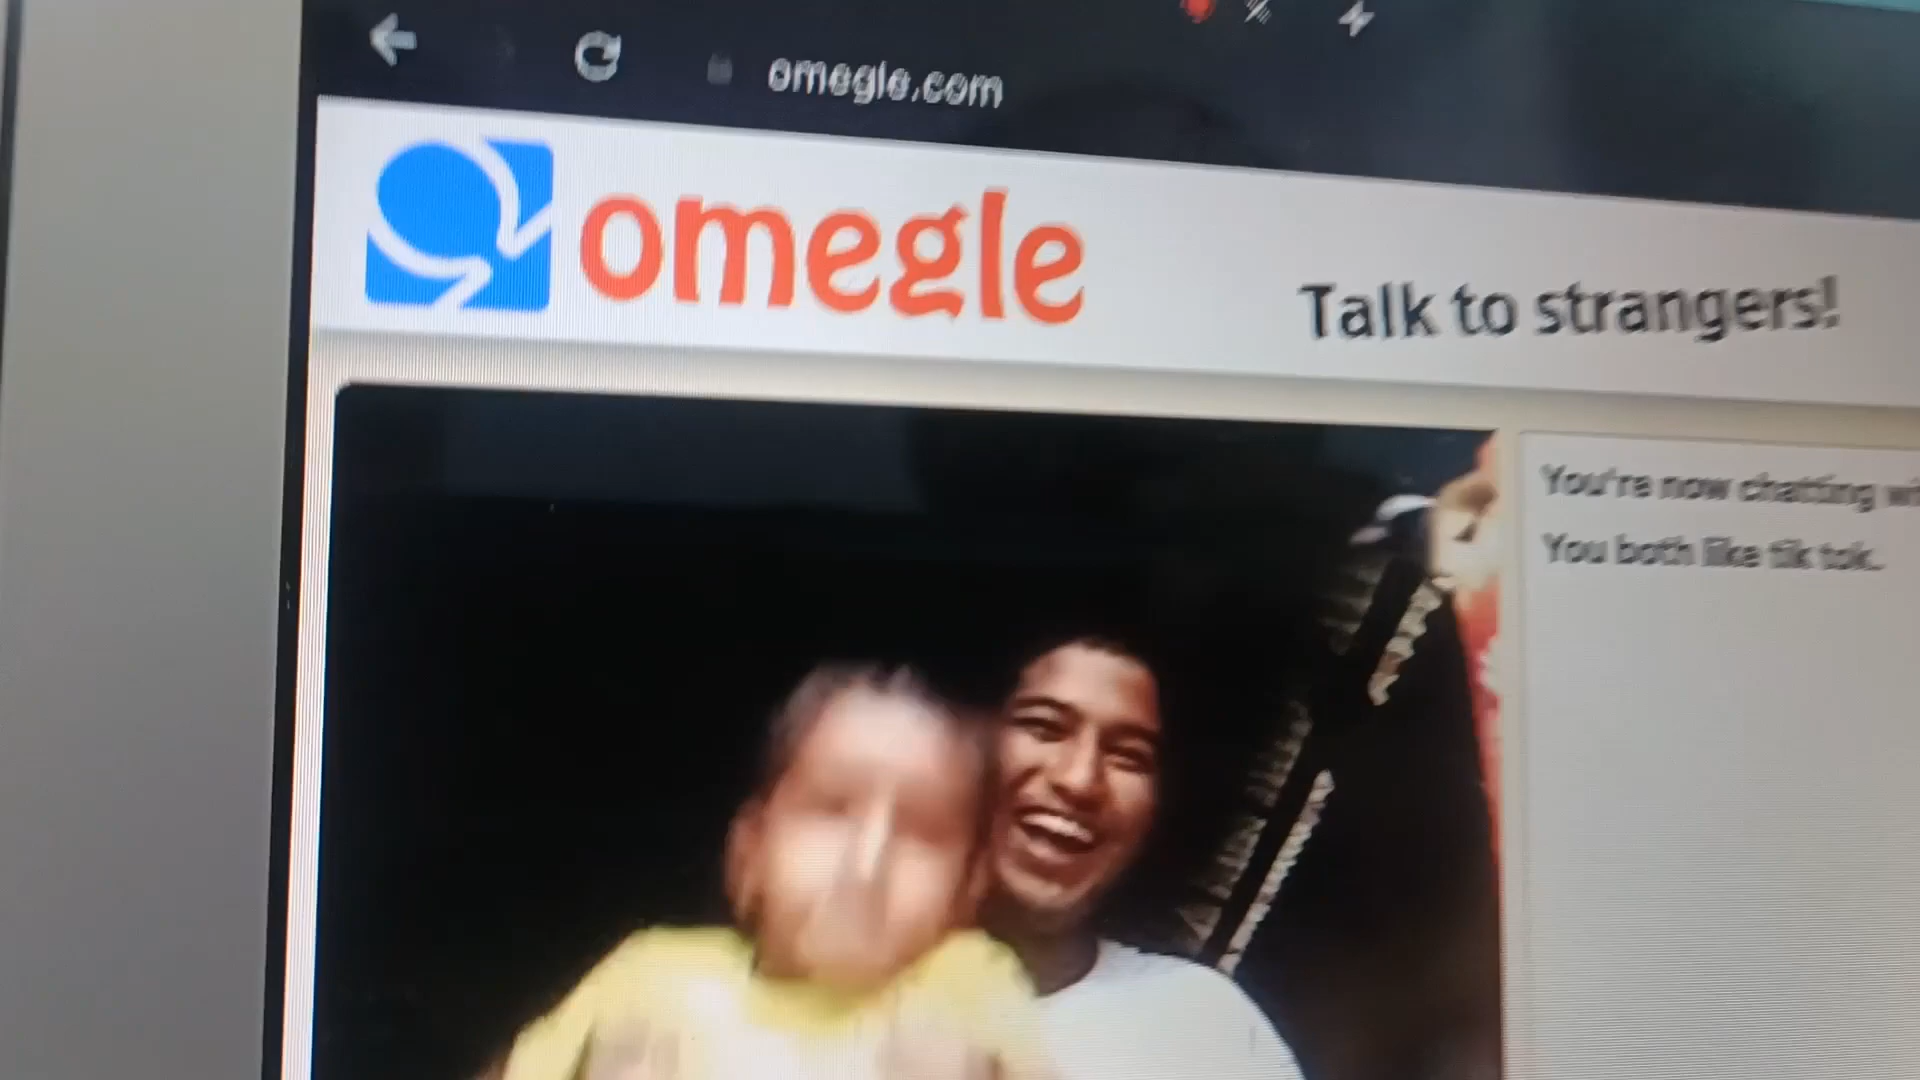 omegle.com
omegle
Talk to strangers!
You're now chatting
You both like tik tok.